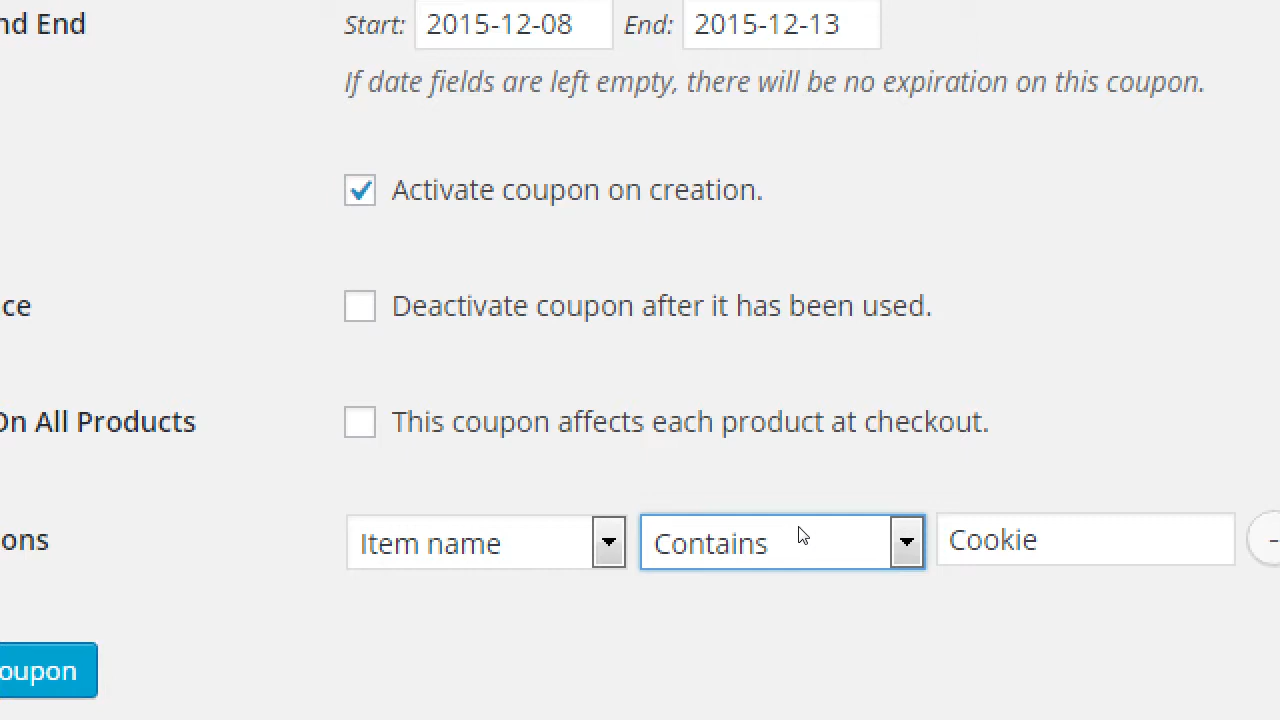 nd End Start: 2015-12-08 End: 2015-12-13
If date fields are left empty, there will be no expiration on this coupon.
Activate coupon on creation.
ce Deactivate coupon after it has been used.
On All Products This coupon affects each product at checkout.
ons Item name Contains Cookie -
oupon